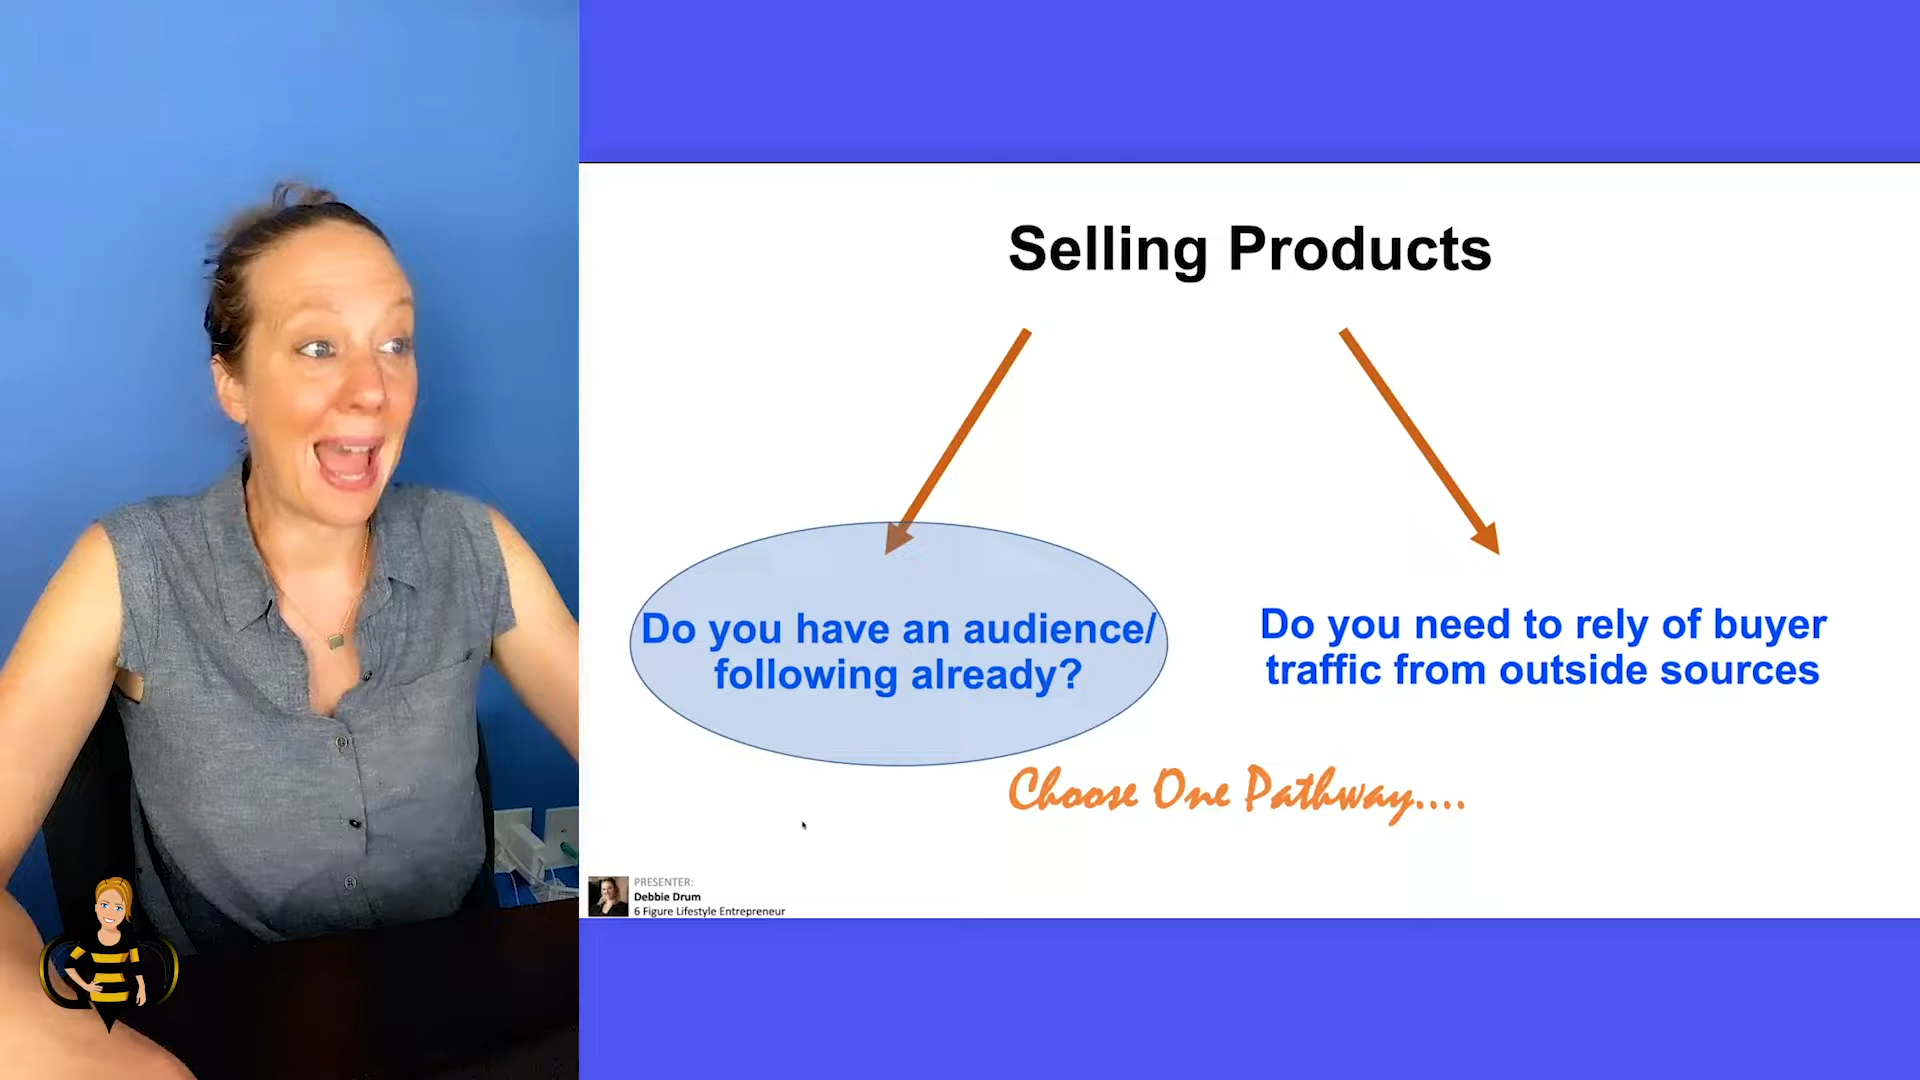 Selling Products
Do you have an audience/
following already?
Do you need to rely of buyer
traffic from outside sources
Choose One Pathway....
PRESENTER:
Debbie Drum
6 Figure Lifestyle Entrepreneur